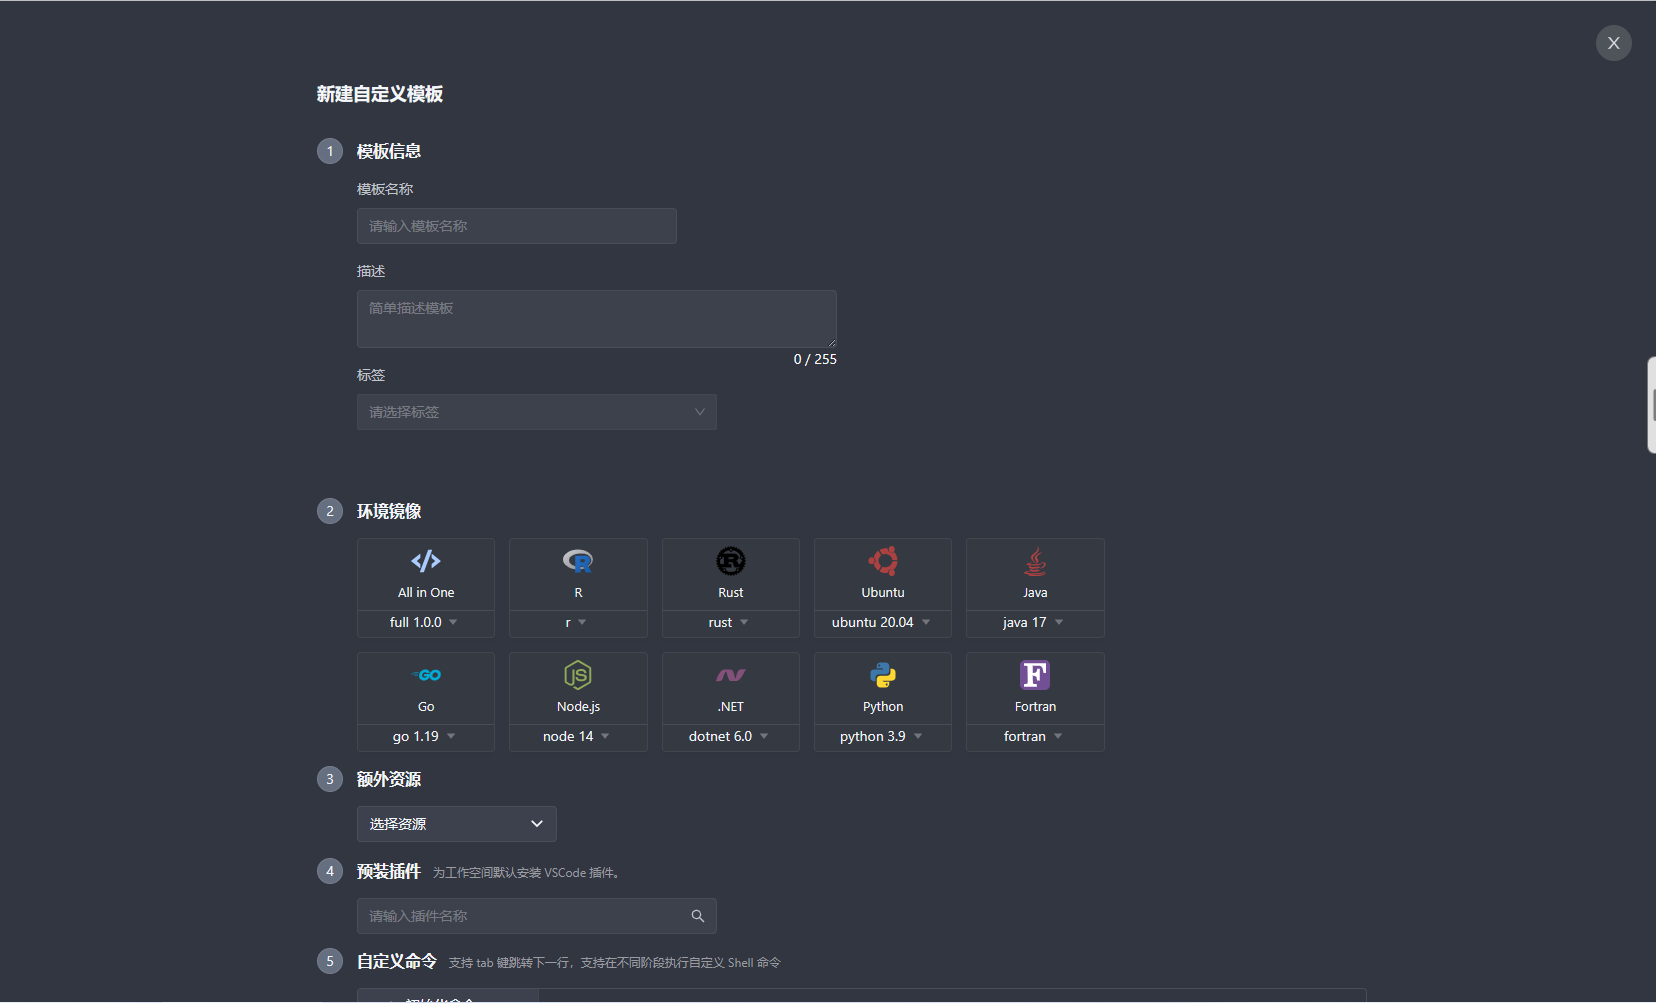 X
新建自定义模板
1 模板信息
模板名称
请输入模板名称
描述
简单描述模板
0 / 255
标签
请选择标签
2 环境镜像
All in One R Rust Ubuntu Java
full 1.0.0 r rust ubuntu 20.04 java 17
GO JS F
Go Node.js .NET Python Fortran
go 1.19 node 14 dotnet 6.0 python 3.9 fortran
3 额外资源
选择资源
4 预装插件 为工作空间默认安装 VSCode 插件。
请输入插件名称
5 自定义命令 支持 tab 键跳转下一行，支持在不同阶段执行自定义 Shell 命令
初始化命令